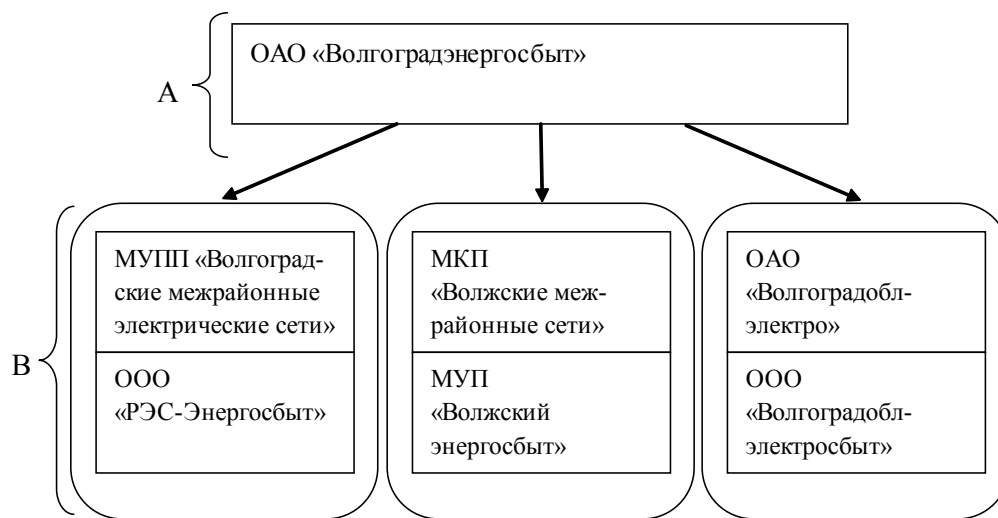 ОАО «Волгоградэнергосбыт»
А
МУПП «Волгоград-
ские межрайонные
электрические сети»
ООО
«РЭС-Энергосбыт»
МКП
«Волжские меж-
районные сети»
МУП
«Волжский
энергосбыт»
ОАО
«Волгоградобл-
электро»
ООО
«Волгоградобл-
электросбыт»
В